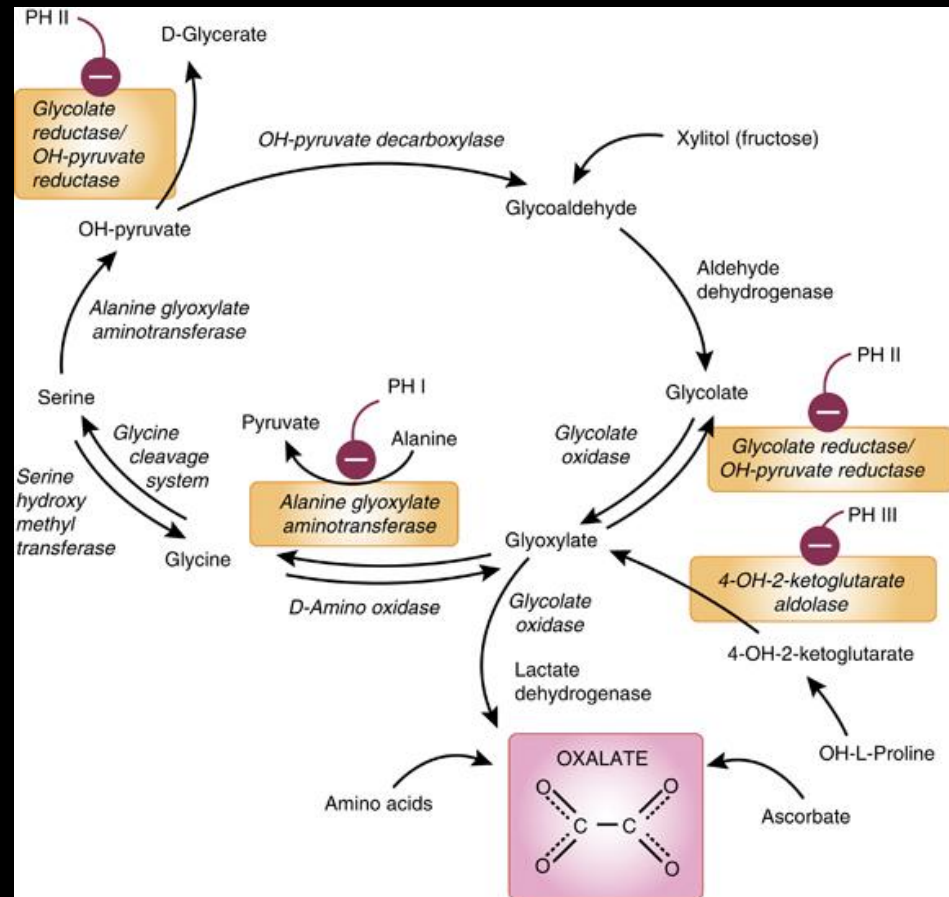 PH II
D-Glycerate
Glycolate
reductase/
OH-pyruvate
reductase
OH-pyruvate decarboxylase
Xylitol (fructose)
Glycoaldehyde
OH-pyruvate
Aldehyde
dehydrogenase
Alanine glyoxylate
aminotransferase
PH II
Serine
PH I
Glycolate
Pyruvate
Alanine
Glycine
cleavage
system
Glycolate
oxidase
Glycolate reductase/
OH-pyruvate reductase
Serine
hydroxy
methyl
transferase
Alanine glyoxylate
aminotransferase
PH III
Glycine
Glyoxylate
4-OH-2-ketoglutarate
aldolase
D-Amino oxidase
Glycolate
oxidase
4-OH-2-ketoglutarate
Lactate
dehydrogenase
OH-L-Proline
OXALATE
Amino acids
Ascorbate
O O
C – C
O O